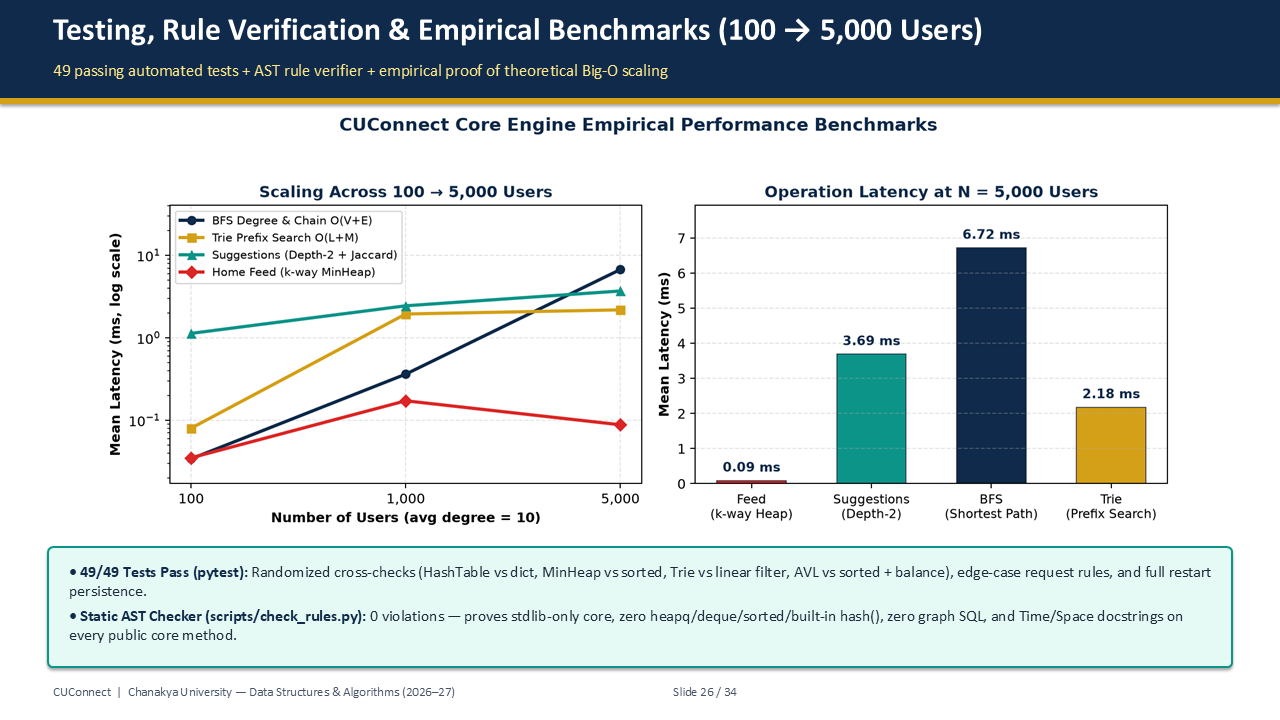 Testing, Rule Verification & Empirical Benchmarks (100 → 5,000 Users)
49 passing automated tests + AST rule verifier + empirical proof of theoretical Big-O scaling
CUConnect Core Engine Empirical Performance Benchmarks
Scaling Across 100 → 5,000 Users
BFS Degree & Chain O(V+E)
Trie Prefix Search O(L+M)
Suggestions (Depth-2 + Jaccard)
Home Feed (k-way MinHeap)
Mean Latency (ms, log scale)
10¹
10⁰
10⁻¹
100
1,000
5,000
Number of Users (avg degree = 10)
Operation Latency at N = 5,000 Users
Mean Latency (ms)
7
6
5
4
3
2
1
0
0.09 ms
3.69 ms
6.72 ms
2.18 ms
Feed
(k-way Heap)
Suggestions
(Depth-2)
BFS
(Shortest Path)
Trie
(Prefix Search)
• 49/49 Tests Pass (pytest): Randomized cross-checks (HashTable vs dict, MinHeap vs sorted, Trie vs linear filter, AVL vs sorted + balance), edge-case request rules, and full restart
persistence.
• Static AST Checker (scripts/check_rules.py): 0 violations — proves stdlib-only core, zero heapq/deque/sorted/built-in hash(), zero graph SQL, and Time/Space docstrings on
every public core method.
CUConnect | Chanakya University — Data Structures & Algorithms (2026–27)
Slide 26 / 34